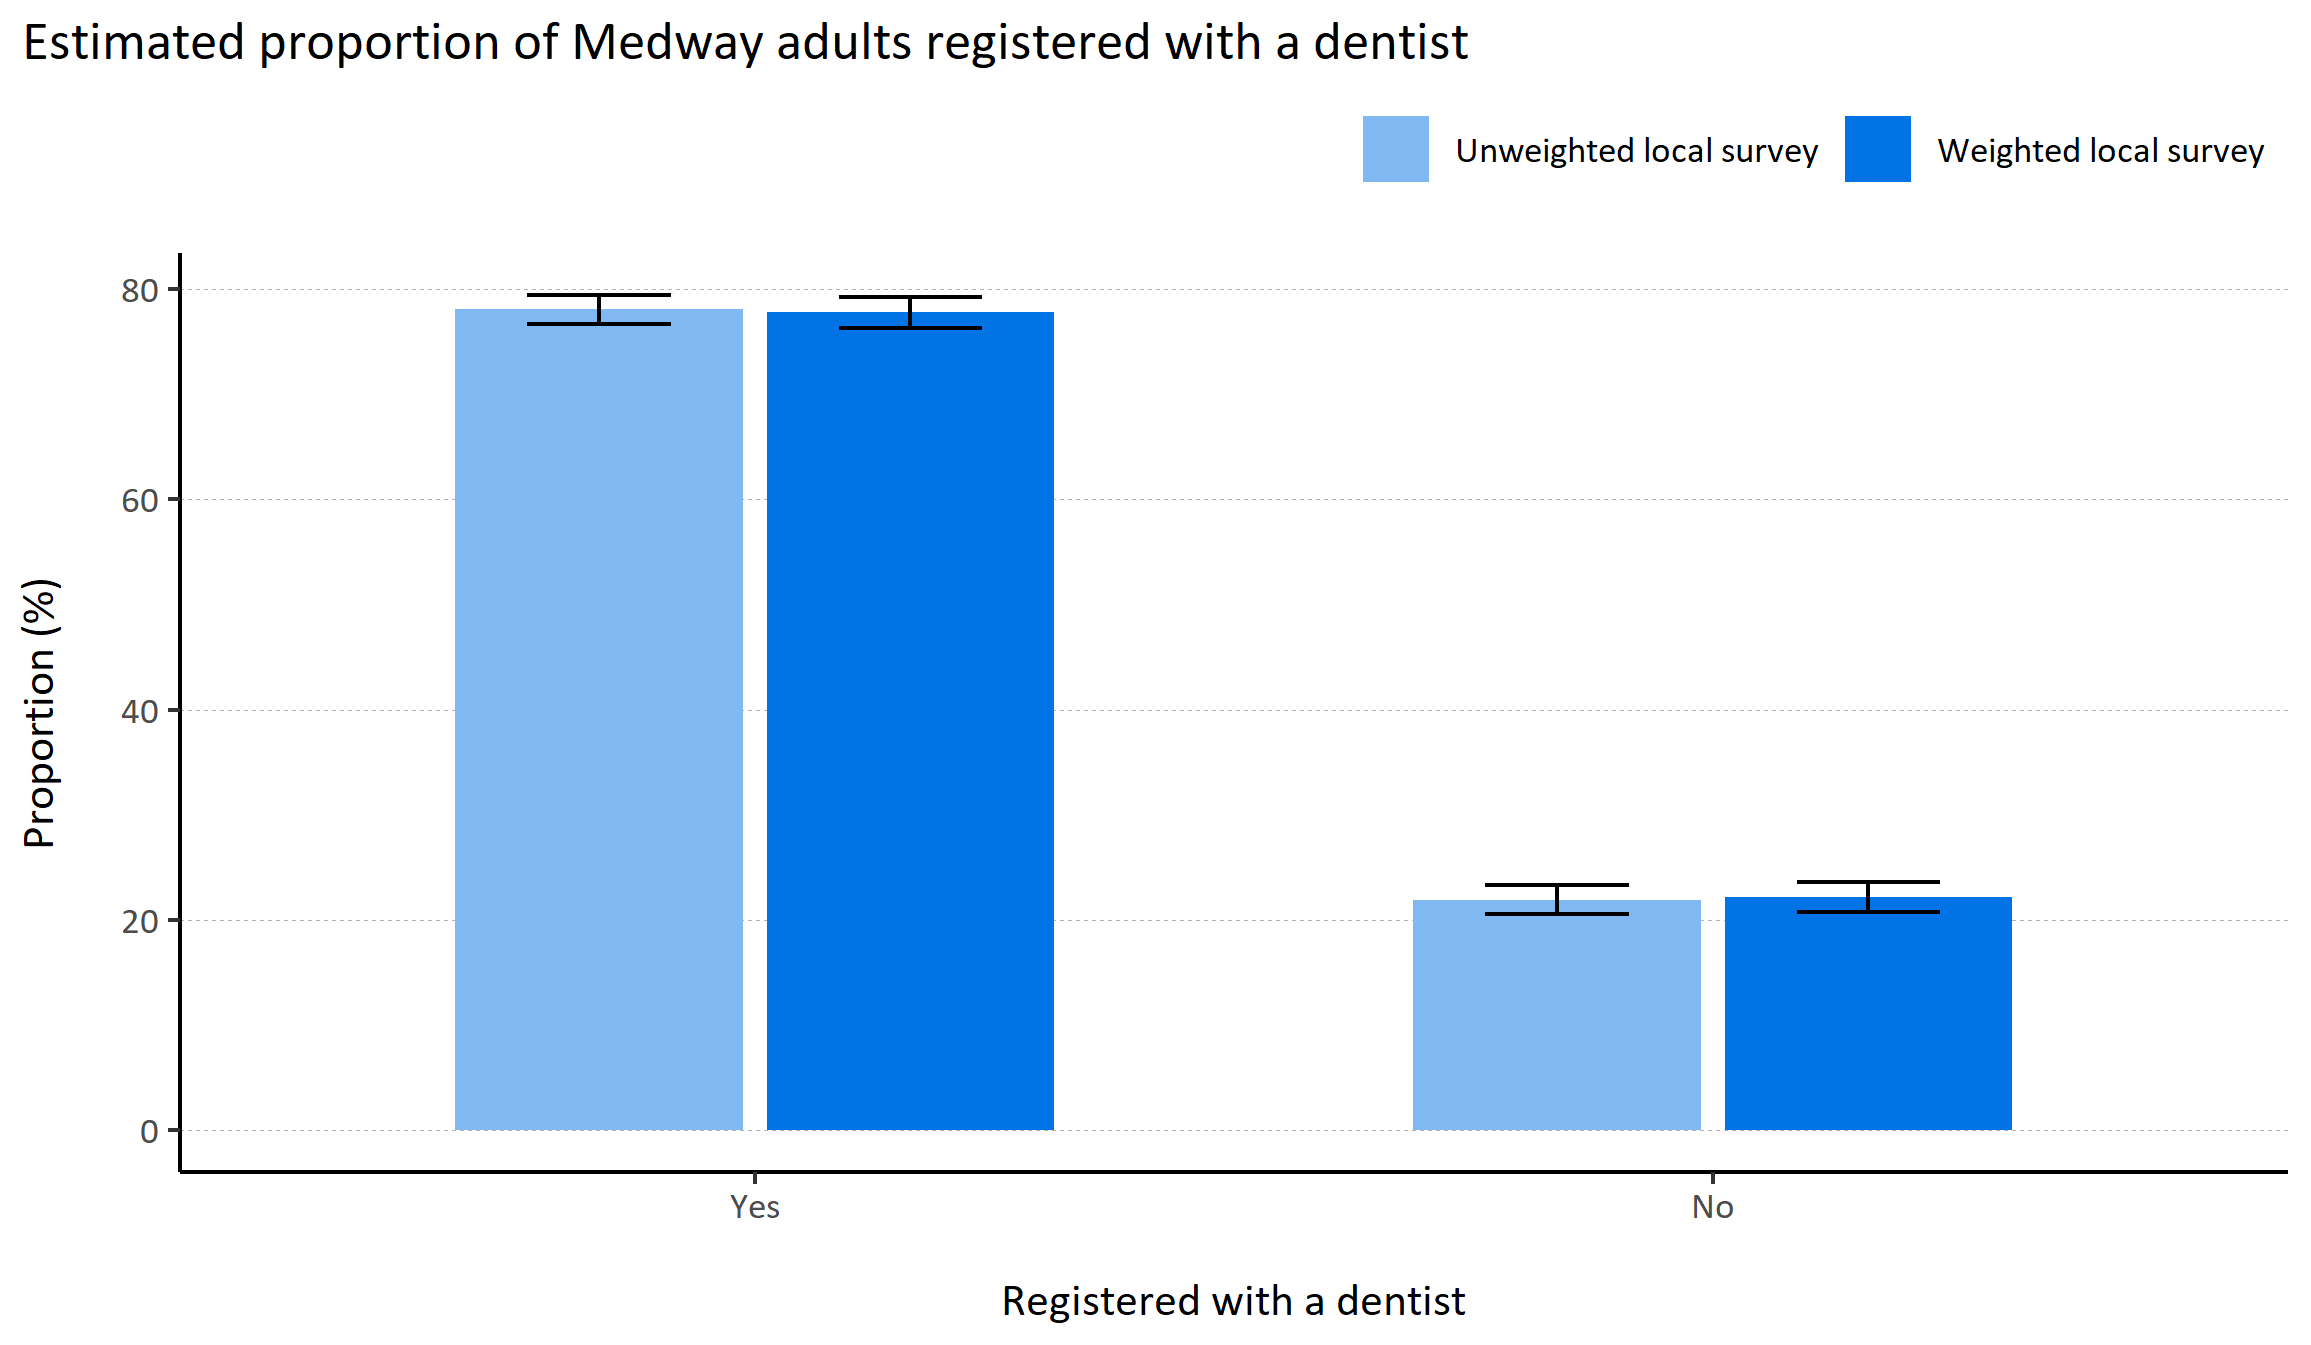 Estimated proportion of Medway adults registered with a dentist
Unweighted local survey
Weighted local survey
Proportion (%)
80
60
40
20
0
Yes
No
Registered with a dentist